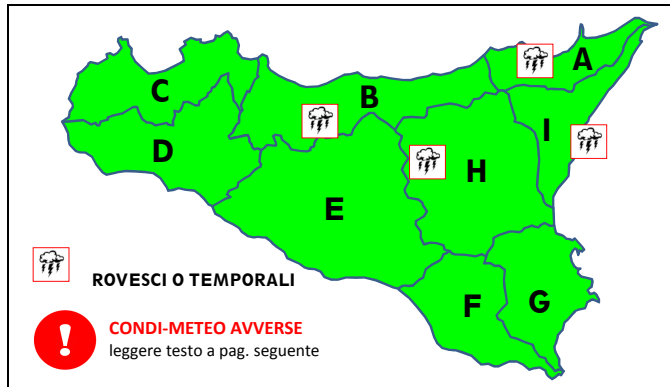 A
C
B
I
D
H
E
F
G
ROVESCI O TEMPORALI
!
CONDI-METEO AVVERSE
leggere testo a pag. seguente